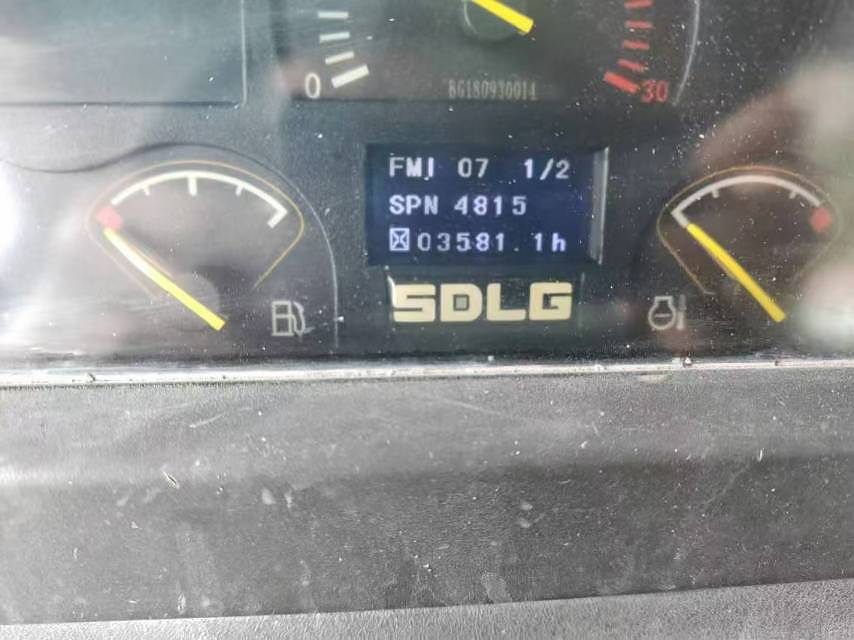 0
BG180930014
30
FMI 07 1/2
SPN 4815
03581.1h
SDLG